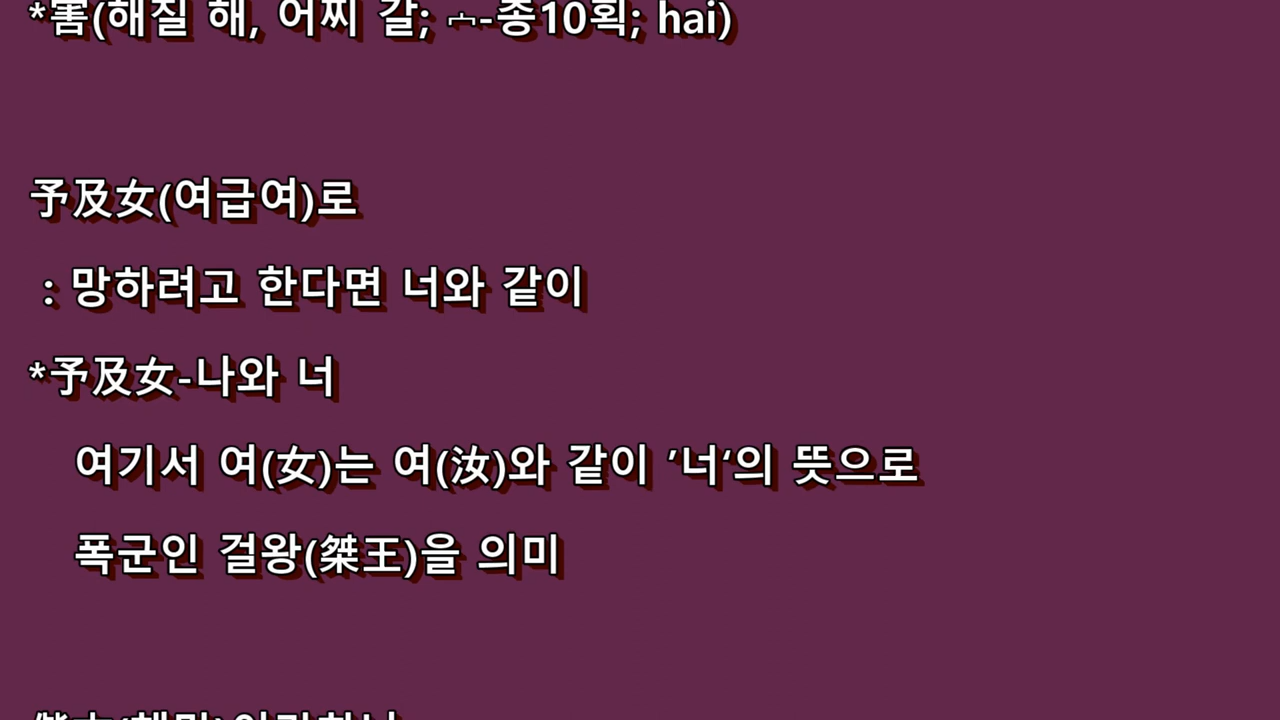 *害(해칠 해, 어찌 갈; 宀-총10획; hai)
予及女(여급여)로
: 망하려고 한다면 너와 같이
*予及女-나와 너
여기서 여(女)는 여(汝)와 같이 ’너‘의 뜻으로
폭군인 걸왕(桀王)을 의미